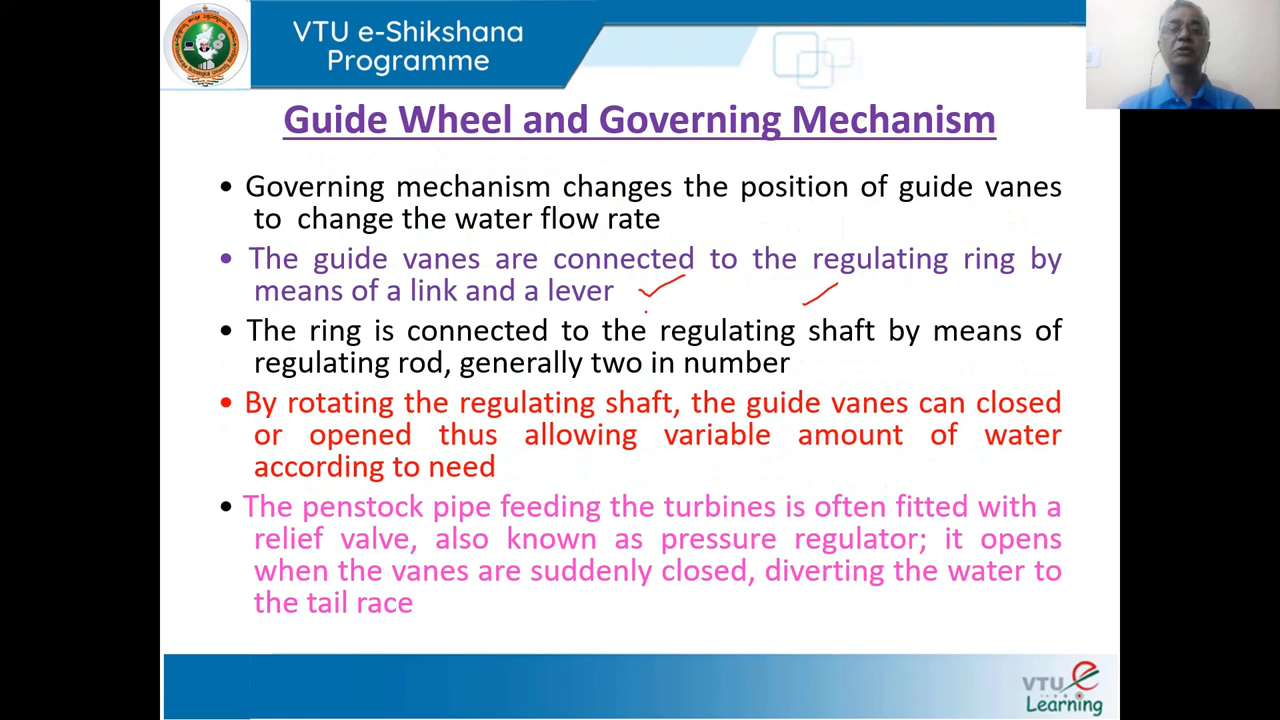 VTU e-Shikshana
Programme
Guide Wheel and Governing Mechanism
• Governing mechanism changes the position of guide vanes
to change the water flow rate
• The guide vanes are connected to the regulating ring by
means of a link and a lever
• The ring is connected to the regulating shaft by means of
regulating rod, generally two in number
• By rotating the regulating shaft, the guide vanes can closed
or opened thus allowing variable amount of water
according to need
• The penstock pipe feeding the turbines is often fitted with a
relief valve, also known as pressure regulator; it opens
when the vanes are suddenly closed, diverting the water to
the tail race
VTU e
Learning